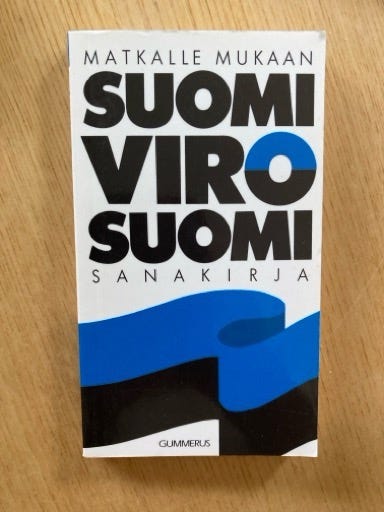 MATKALLE MUKAAN
SUOMI
VIRO
SUOMI
SANAKIRJA
GUMMERUS